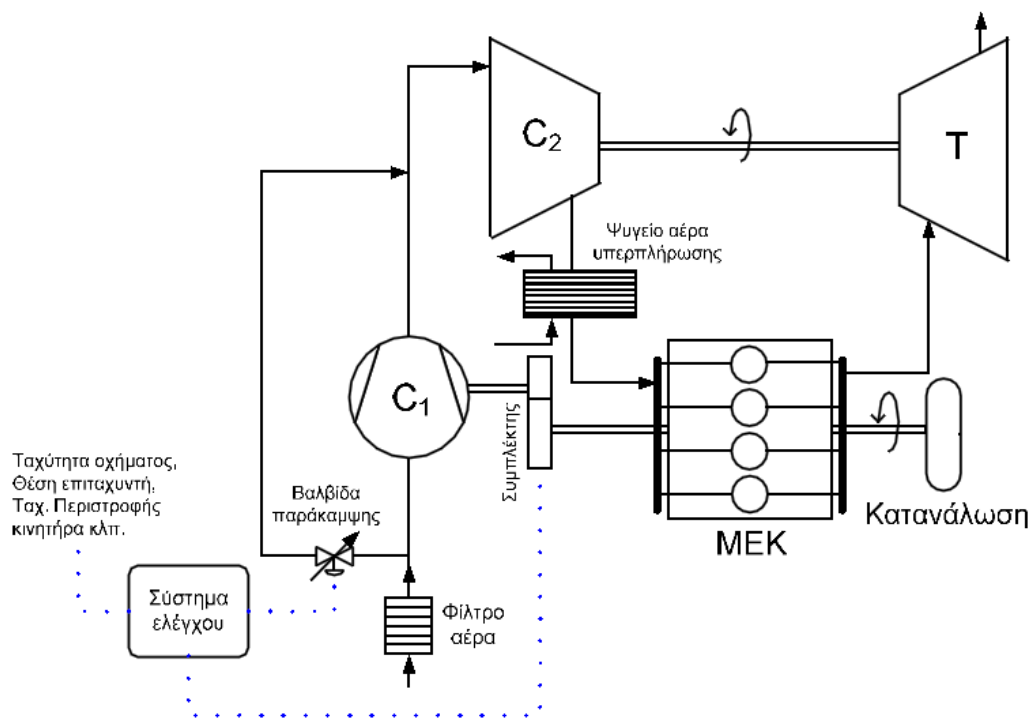 C₂
T
Ψυγείο αέρα
υπερπλήρωσης
C₁
Συμπλέκτης
Ταχύτητα οχήματος,
Θέση επιταχυντή,
Ταχ. Περιστροφής
κινητήρα κλπ.
Βαλβίδα
παράκαμψης
Κατανάλωση
ΜΕΚ
Σύστημα
ελέγχου
Φίλτρο
αέρα